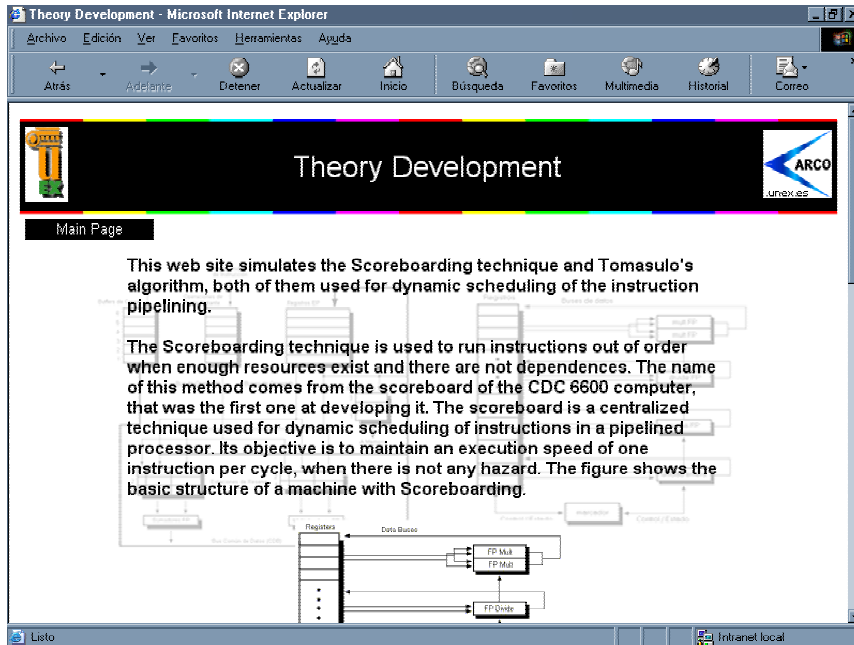 Theory Development - Microsoft Internet Explorer
Archivo Edición Ver Favoritos Herramientas Ayuda
Atrás Adelante Detener Actualizar Inicio Búsqueda Favoritos Multimedia Historial Correo
Theory Development
ARCO
.unex.es
Main Page
This web site simulates the Scoreboarding technique and Tomasulo's
algorithm, both of them used for dynamic scheduling of the instruction
pipelining.
The Scoreboarding technique is used to run instructions out of order
when enough resources exist and there are not dependences. The name
of this method comes from the scoreboard of the CDC 6600 computer,
that was the first one at developing it. The scoreboard is a centralized
technique used for dynamic scheduling of instructions in a pipelined
processor. Its objective is to maintain an execution speed of one
instruction per cycle, when there is not any hazard. The figure shows the
basic structure of a machine with Scoreboarding.
Registers Data Buses
FP Mult
FP Mult
FP Divide
Listo Intranet local